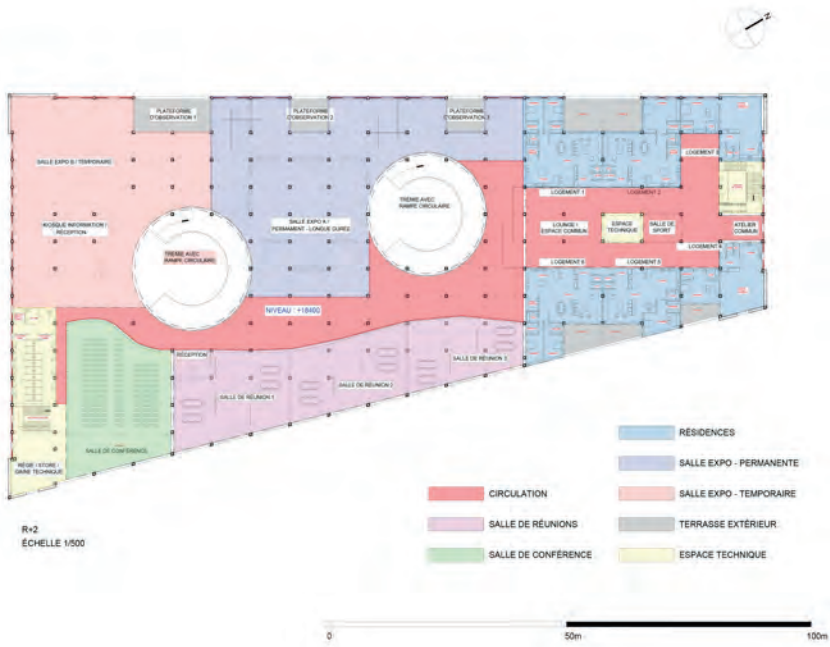 N
PLATEFORME
D'OBSERVATION 1
PLATEFORME
D'OBSERVATION 2
PLATEFORME
D'OBSERVATION 3
SALLE EXPO B / TEMPORAIRE
KIOSQUE INFORMATION /
RÉCEPTION
TREMIE AVEC
RAMPE CIRCULAIRE
SALLE EXPO A /
PERMANENT - LONGUE DURÉE
TREMIE AVEC
RAMPE CIRCULAIRE
LOGEMENT 1
LOGEMENT 2
LOGEMENT 3
LOUNGE /
ESPACE COMMUN
ESPACE
TECHNIQUE
SALLE DE
SPORT
ATELIER
COMMUN
LOGEMENT 4
LOGEMENT 6
LOGEMENT 5
NIVEAU : +18400
RÉCEPTION
SALLE DE RÉUNION 1
SALLE DE RÉUNION 2
SALLE DE RÉUNION 3
SALLE DE CONFÉRENCE
RÉGIE / STORE /
GAINE TECHNIQUE
RÉSIDENCES
SALLE EXPO - PERMANENTE
CIRCULATION
SALLE EXPO - TEMPORAIRE
SALLE DE RÉUNIONS
TERRASSE EXTÉRIEUR
SALLE DE CONFÉRENCE
ESPACE TECHNIQUE
R+2
ÉCHELLE 1/500
0
50m
100m